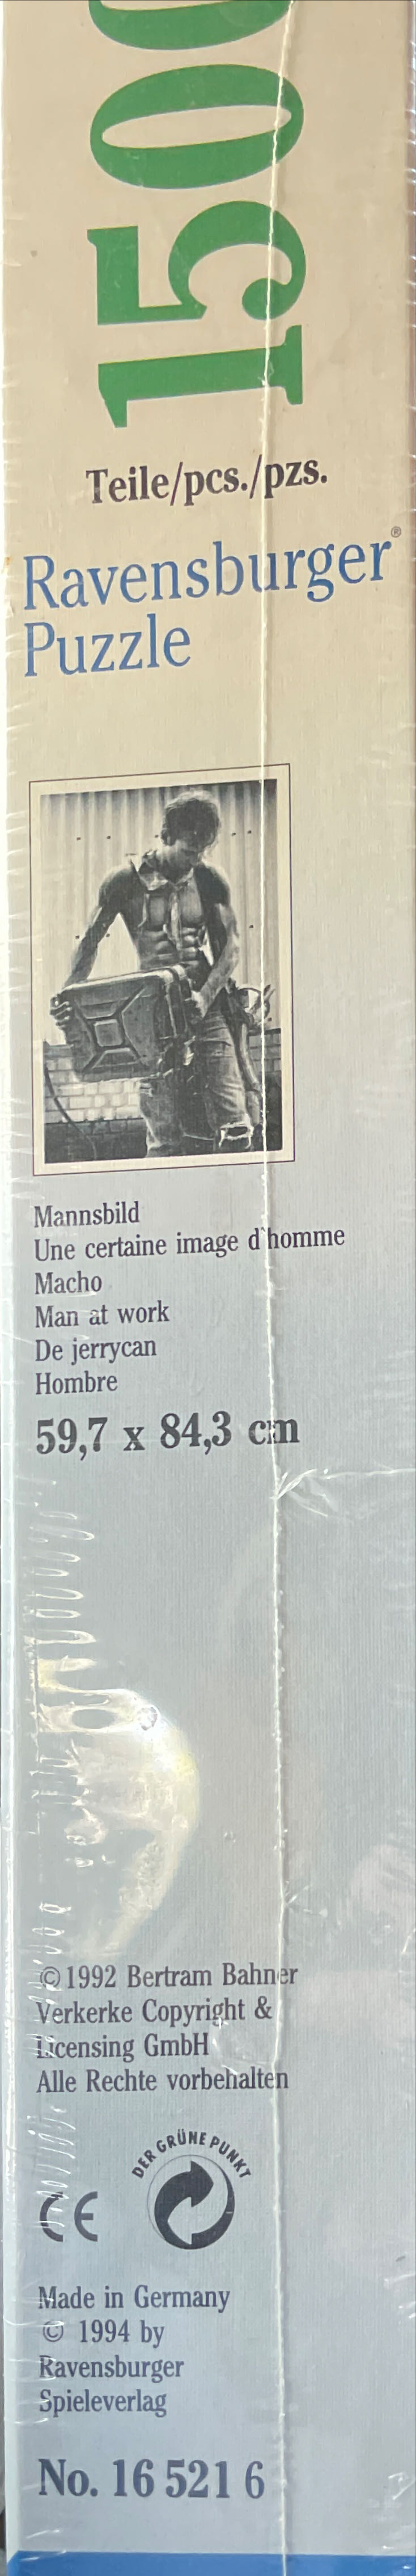 150
Teile/pcs./pzs.
Ravensburger®
Puzzle
Mannsbild
Une certaine image d'homme
Macho
Man at work
De jerrycan
Hombre
59,7 x 84,3 cm
©1992 Bertram Bahner
Verkerke Copyright &
Licensing GmbH
Alle Rechte vorbehalten
DER GRÜNE PUNKT
CE
Made in Germany
© 1994 by
Ravensburger
Spieleverlag
No. 16 521 6